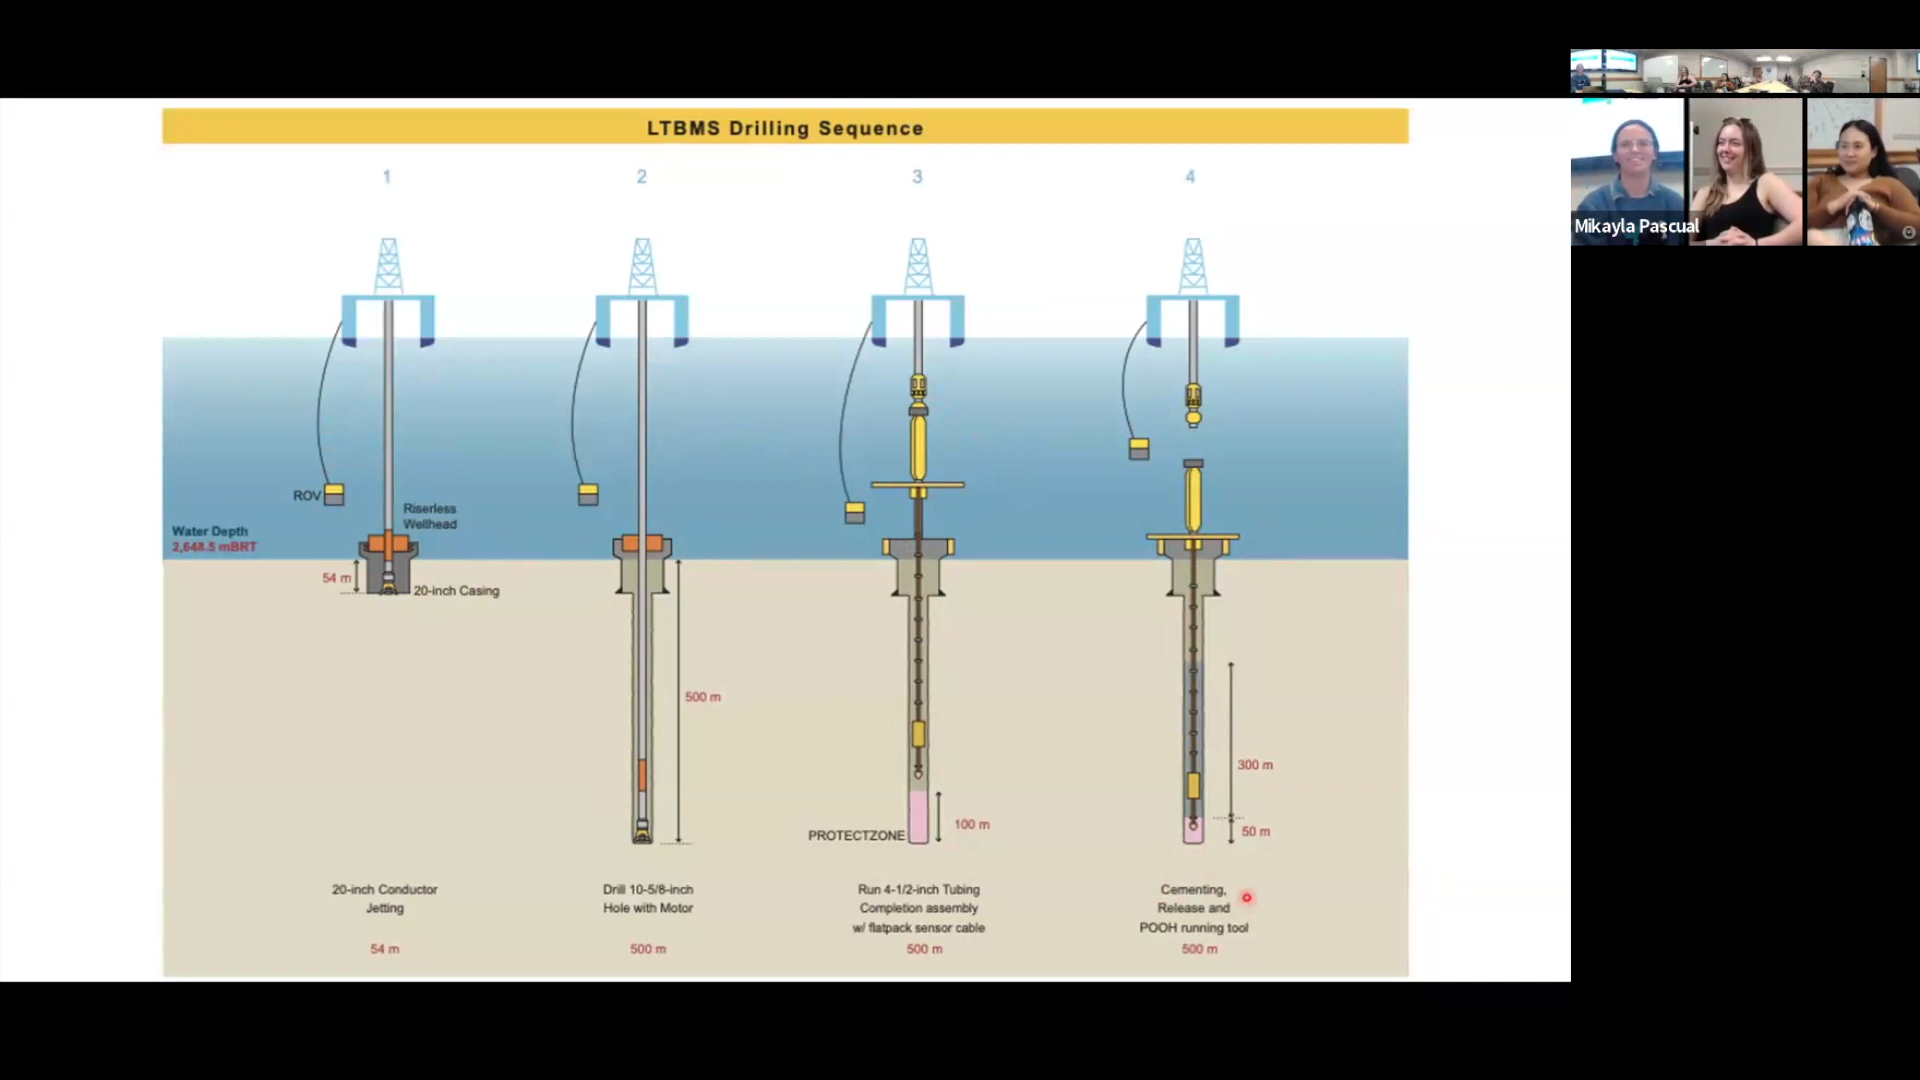 LTBMS Drilling Sequence
1
2
3
4
ROV
Riserless
Wellhead
Water Depth
2,648.5 mBRT
54 m
20-inch Casing
500 m
PROTECTZONE
100 m
300 m
50 m
20-inch Conductor
Jetting
54 m
Drill 10-5/8-inch
Hole with Motor
500 m
Run 4-1/2-inch Tubing
Completion assembly
w/ flatpack sensor cable
500 m
Cementing,
Release and
POOH running tool
500 m
Mikayla Pascual